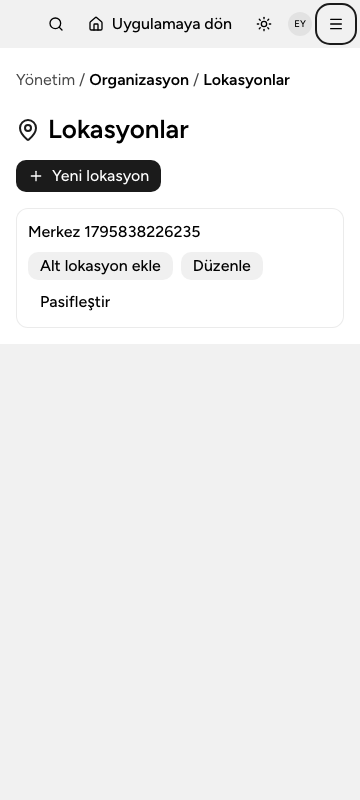 Uygulamaya dön
EY
Yönetim / Organizasyon / Lokasyonlar
Lokasyonlar
Yeni lokasyon
Merkez 1795838226235
Alt lokasyon ekle
Düzenle
Pasifleştir